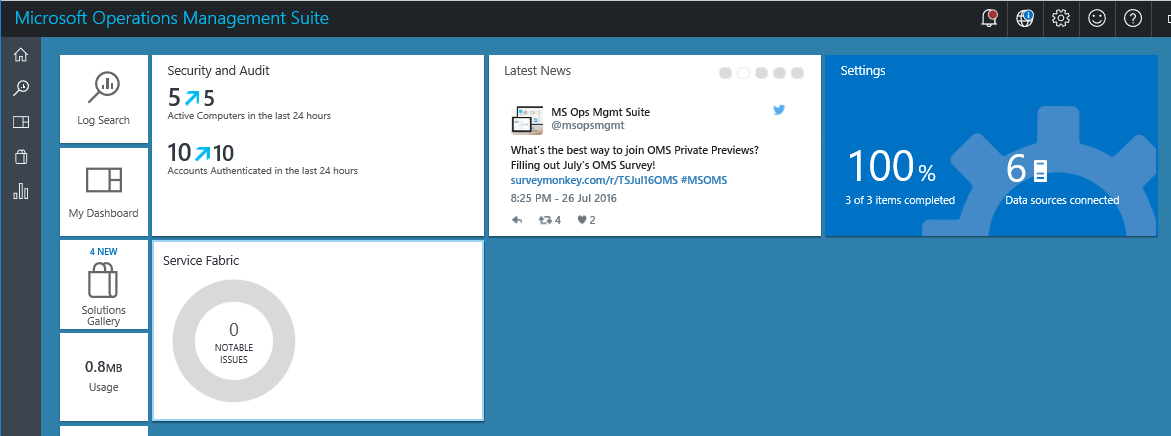 Microsoft Operations Management Suite
Log Search
My Dashboard
4 NEW
Solutions
Gallery
0.8MB
Usage
Security and Audit
5 5
Active Computers in the last 24 hours
10 10
Accounts Authenticated in the last 24 hours
Service Fabric
0
NOTABLE
ISSUES
Latest News
MS Ops Mgmt Suite
@msopsmgmt
What's the best way to join OMS Private Previews?
Filling out July's OMS Survey!
surveymonkey.com/r/TSJul16OMS #MSOMS
8:25 PM - 26 Jul 2016
4 2
Settings
100 %
3 of 3 items completed
6
Data sources connected